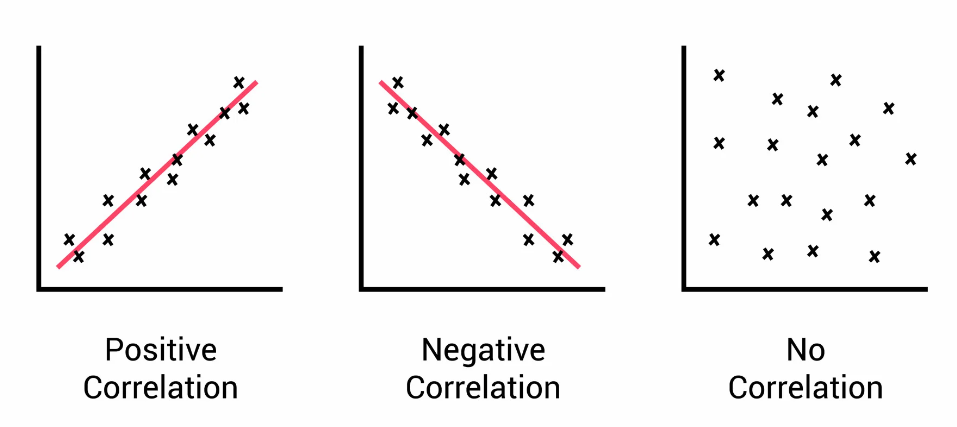 Positive
Correlation
Negative
Correlation
No
Correlation